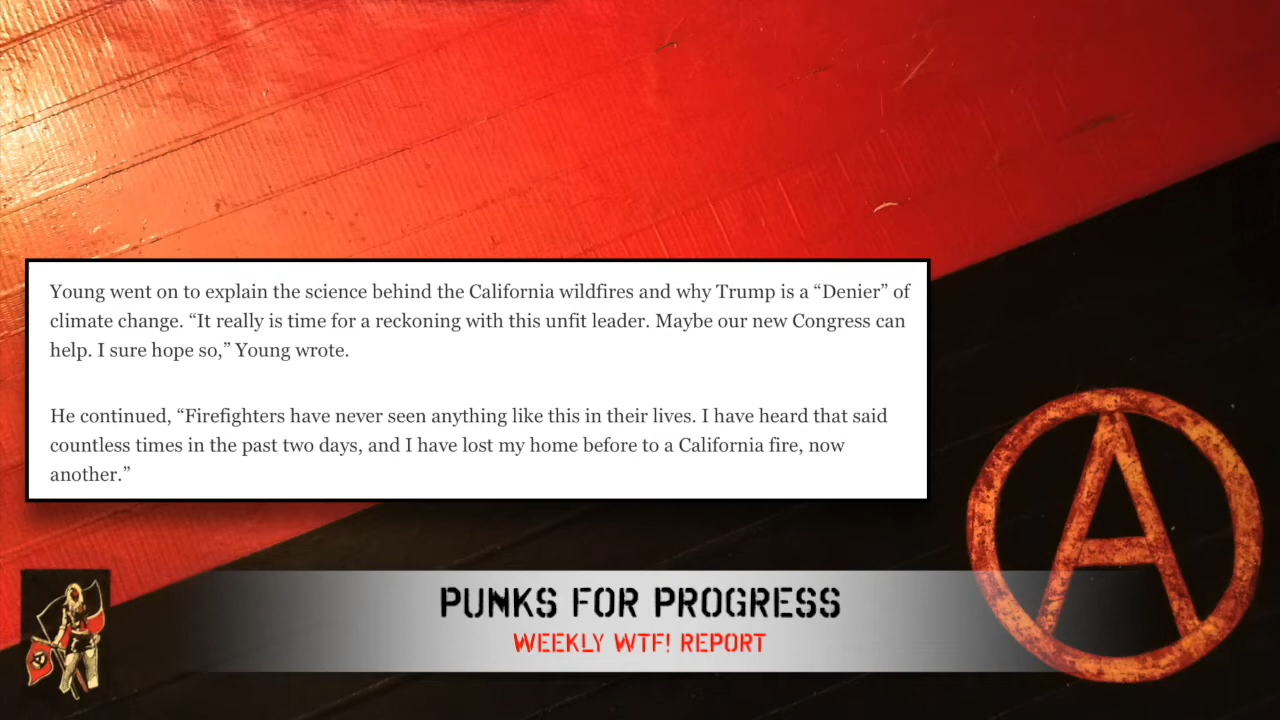 Young went on to explain the science behind the California wildfires and why Trump is a “Denier” of
climate change. “It really is time for a reckoning with this unfit leader. Maybe our new Congress can
help. I sure hope so,” Young wrote.
He continued, “Firefighters have never seen anything like this in their lives. I have heard that said
countless times in the past two days, and I have lost my home before to a California fire, now
another.”
A
PUNKS FOR PROGRESS
WEEKLY WTF! REPORT